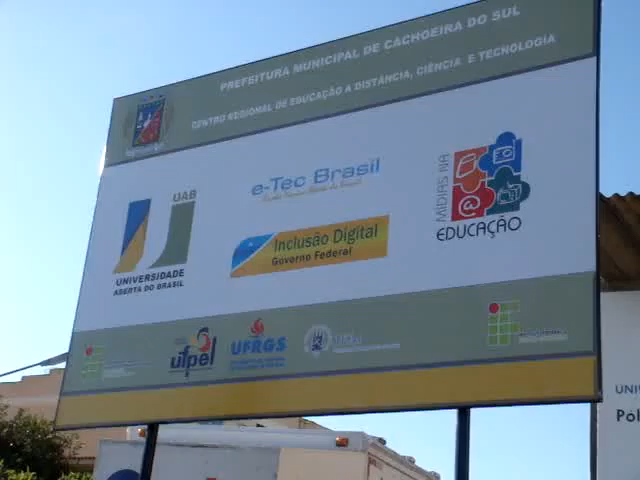 PREFEITURA MUNICIPAL DE CACHOEIRA DO SUL
CENTRO REGIONAL DE EDUCAÇÃO A DISTÂNCIA, CIÊNCIA E TECNOLOGIA
UAB
UNIVERSIDADE
ABERTA DO BRASIL
e-Tec Brasil
Inclusão Digital
Governo Federal
MÍDIAS NA
EDUCAÇÃO
ufpel
UFRGS
UNI
Pól